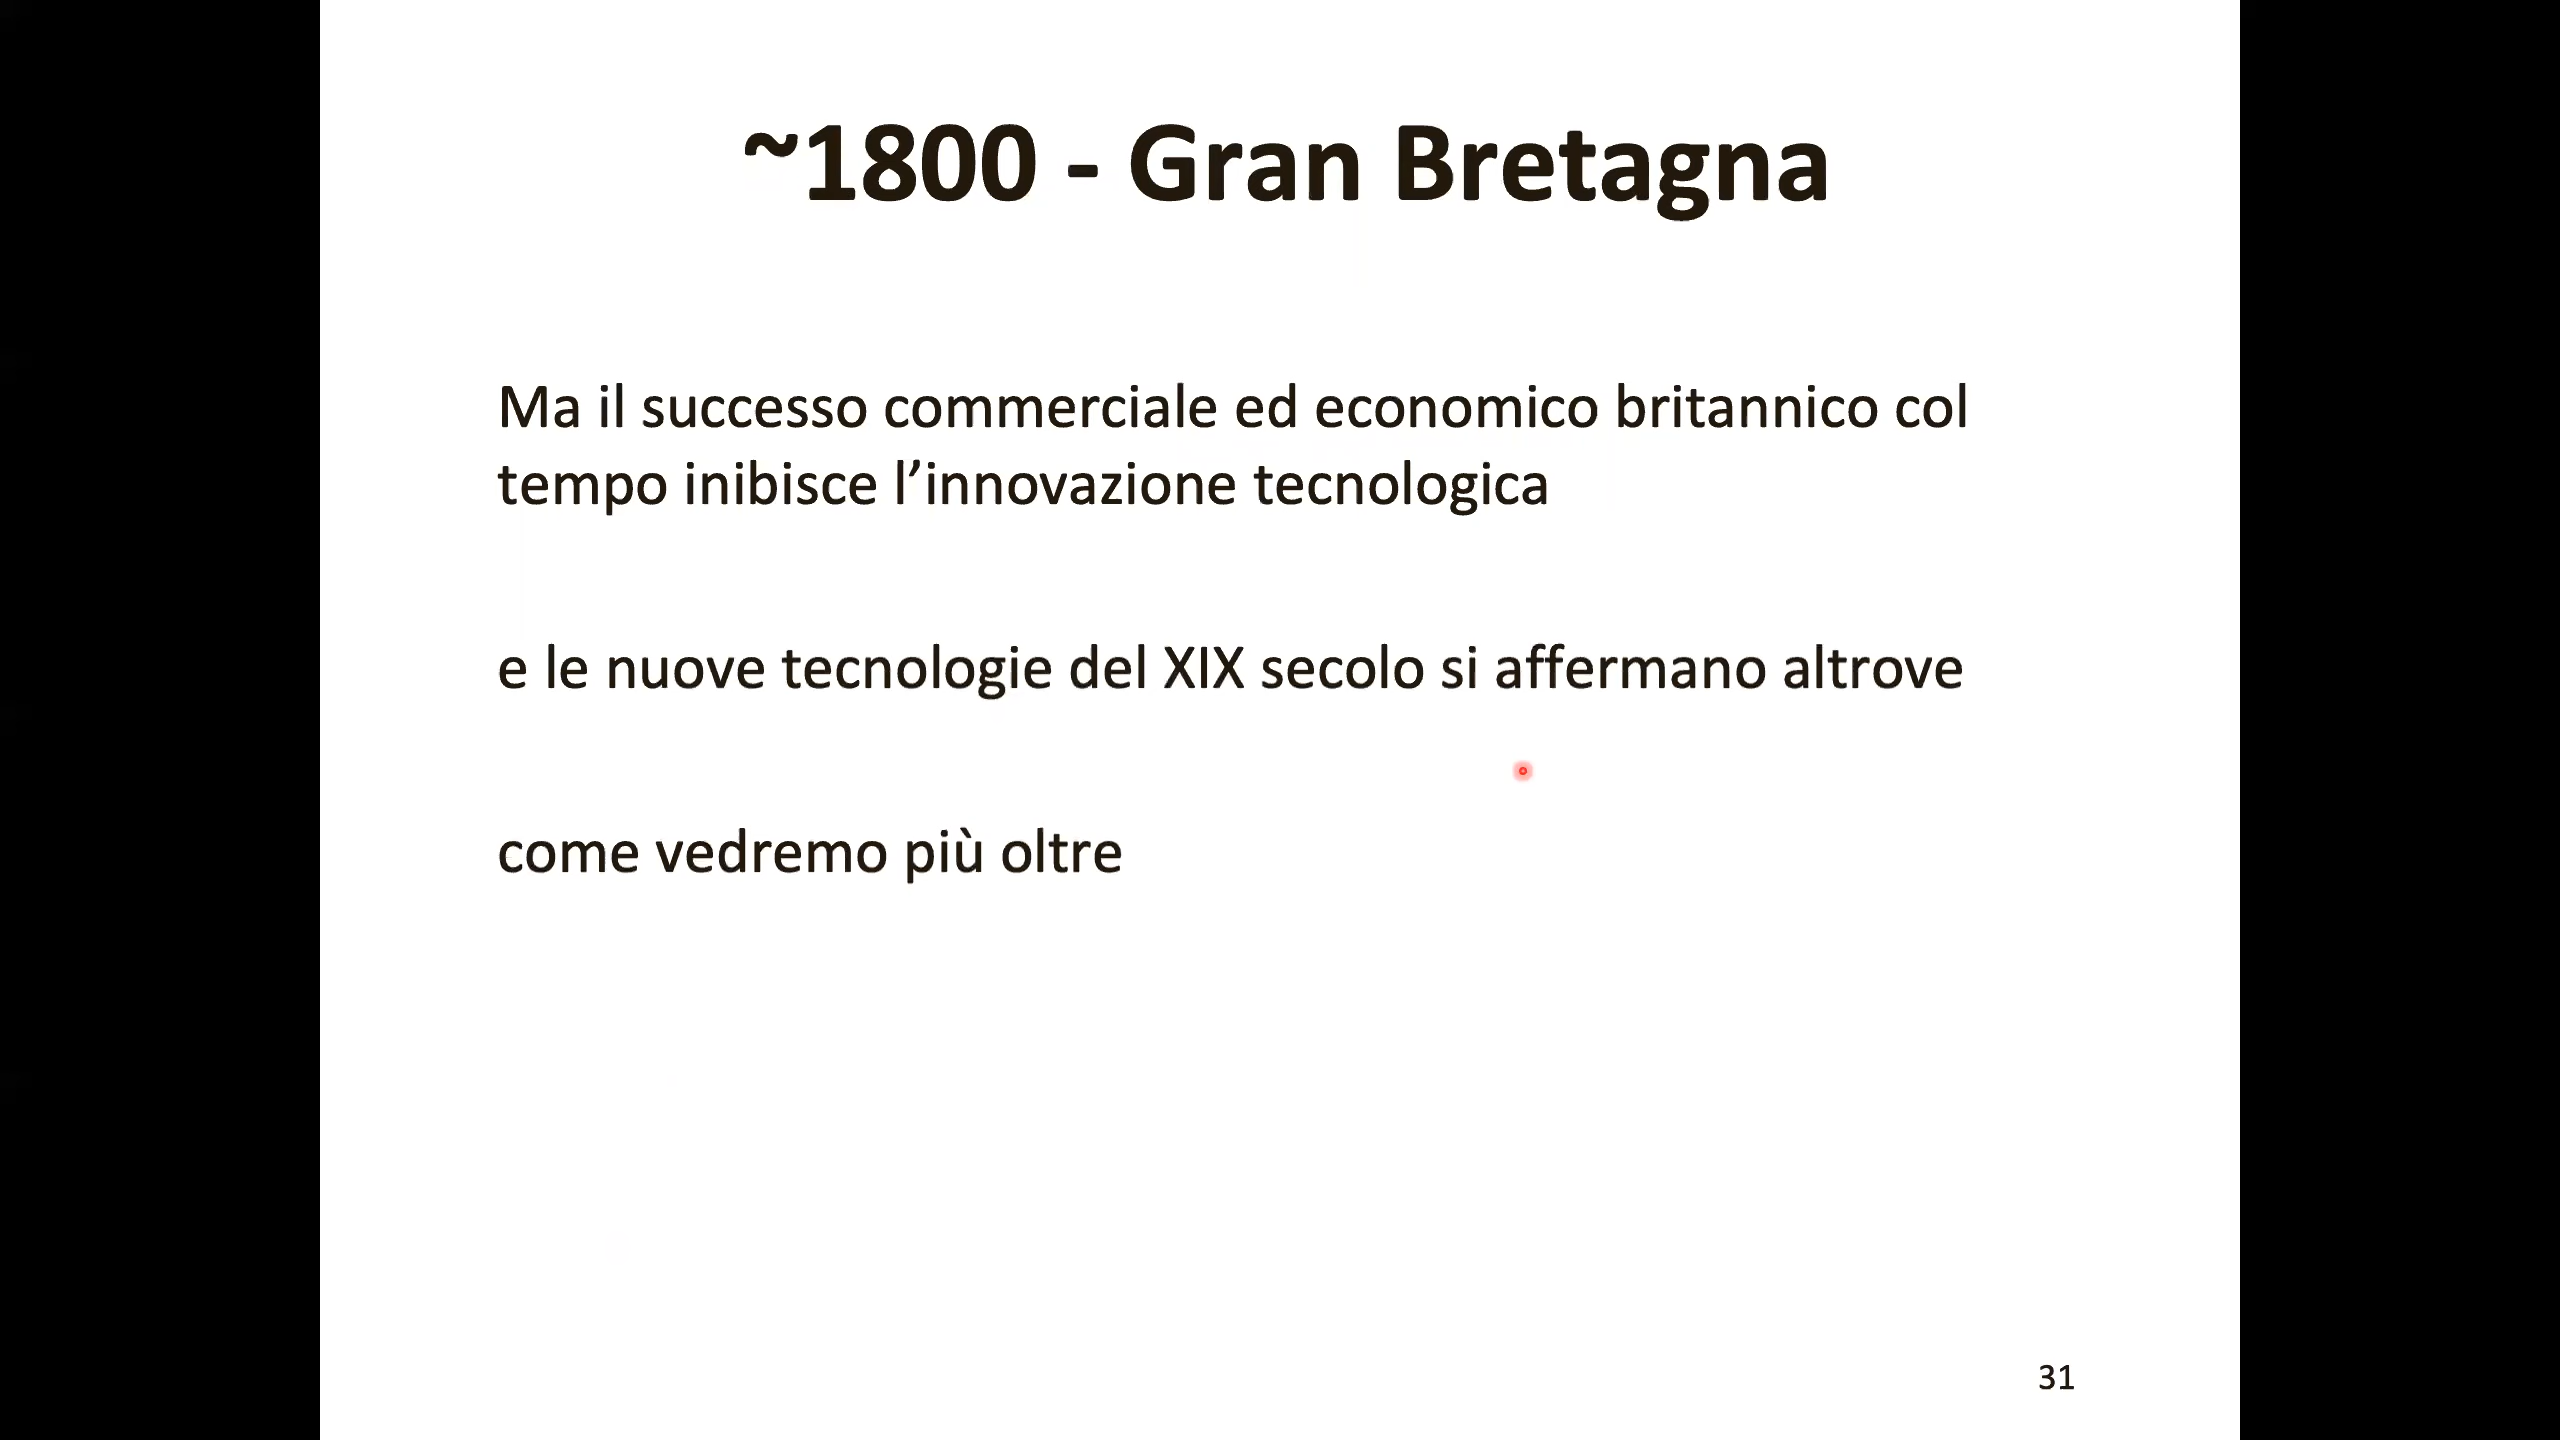 ~1800 - Gran Bretagna
Ma il successo commerciale ed economico britannico col
tempo inibisce l’innovazione tecnologica
e le nuove tecnologie del XIX secolo si affermano altrove
come vedremo più oltre
31